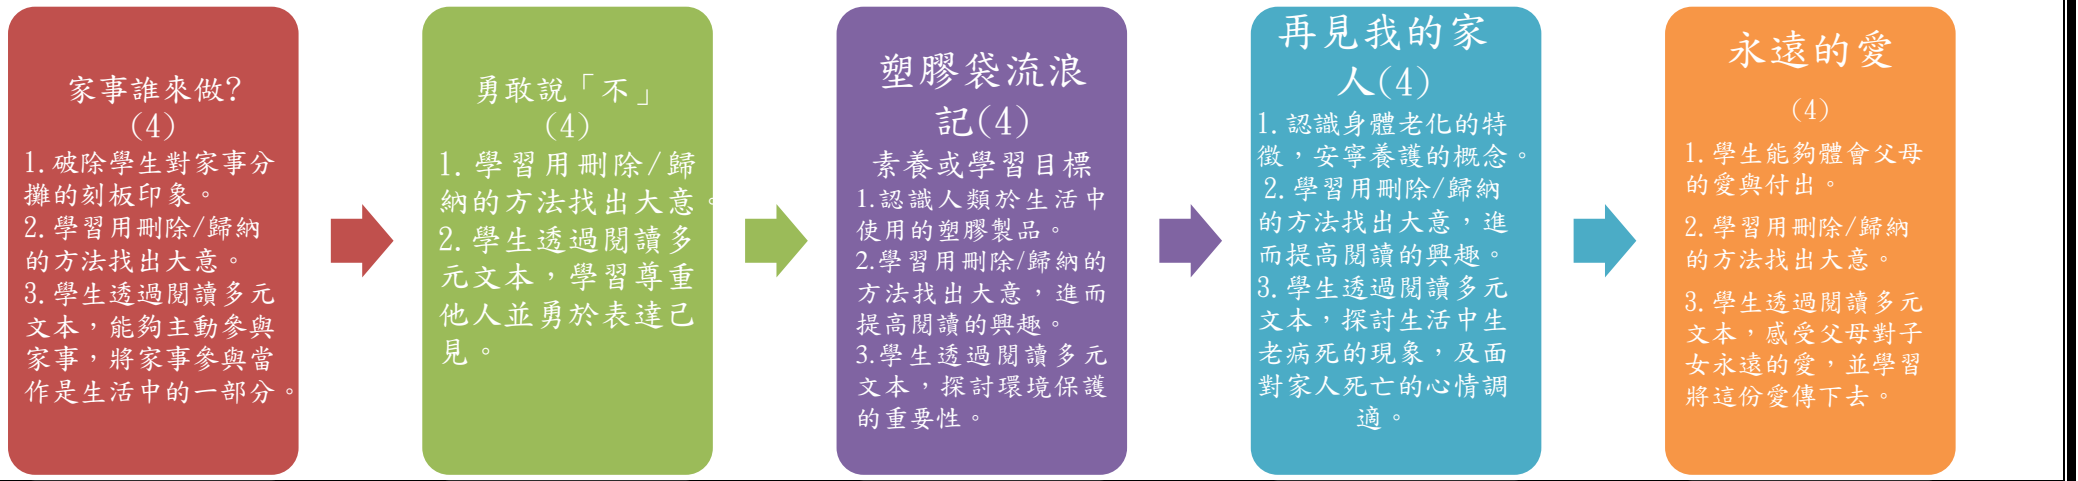 家事誰來做?
(4)
1.破除學生對家事分
攤的刻板印象。
2.學習用刪除/歸納
的方法找出大意。
3.學生透過閱讀多元
文本，能夠主動參與
家事，將家事參與當
作是生活中的一部分。
勇敢說「不」
(4)
1.學習用刪除/歸
納的方法找出大意。
2.學生透過閱讀多
元文本，學習尊重
他人並勇於表達己
見。
塑膠袋流浪
記(4)
素養或學習目標
1.認識人類於生活中
使用的塑膠製品。
2.學習用刪除/歸納的
方法找出大意，進而
提高閱讀的興趣。
3.學生透過閱讀多元
文本，探討環境保護
的重要性。
再見我的家
人(4)
1.認識身體老化的特
徵，安寧養護的概念。
2.學習用刪除/歸納
的方法找出大意，進
而提高閱讀的興趣。
3.學生透過閱讀多元
文本，探討生活中生
老病死的現象，及面
對家人死亡的心情調
適。
永遠的愛
(4)
1.學生能夠體會父母
的愛與付出。
2.學習用刪除/歸納
的方法找出大意。
3.學生透過閱讀多元
文本，感受父母對子
女永遠的愛，並學習
將這份愛傳下去。